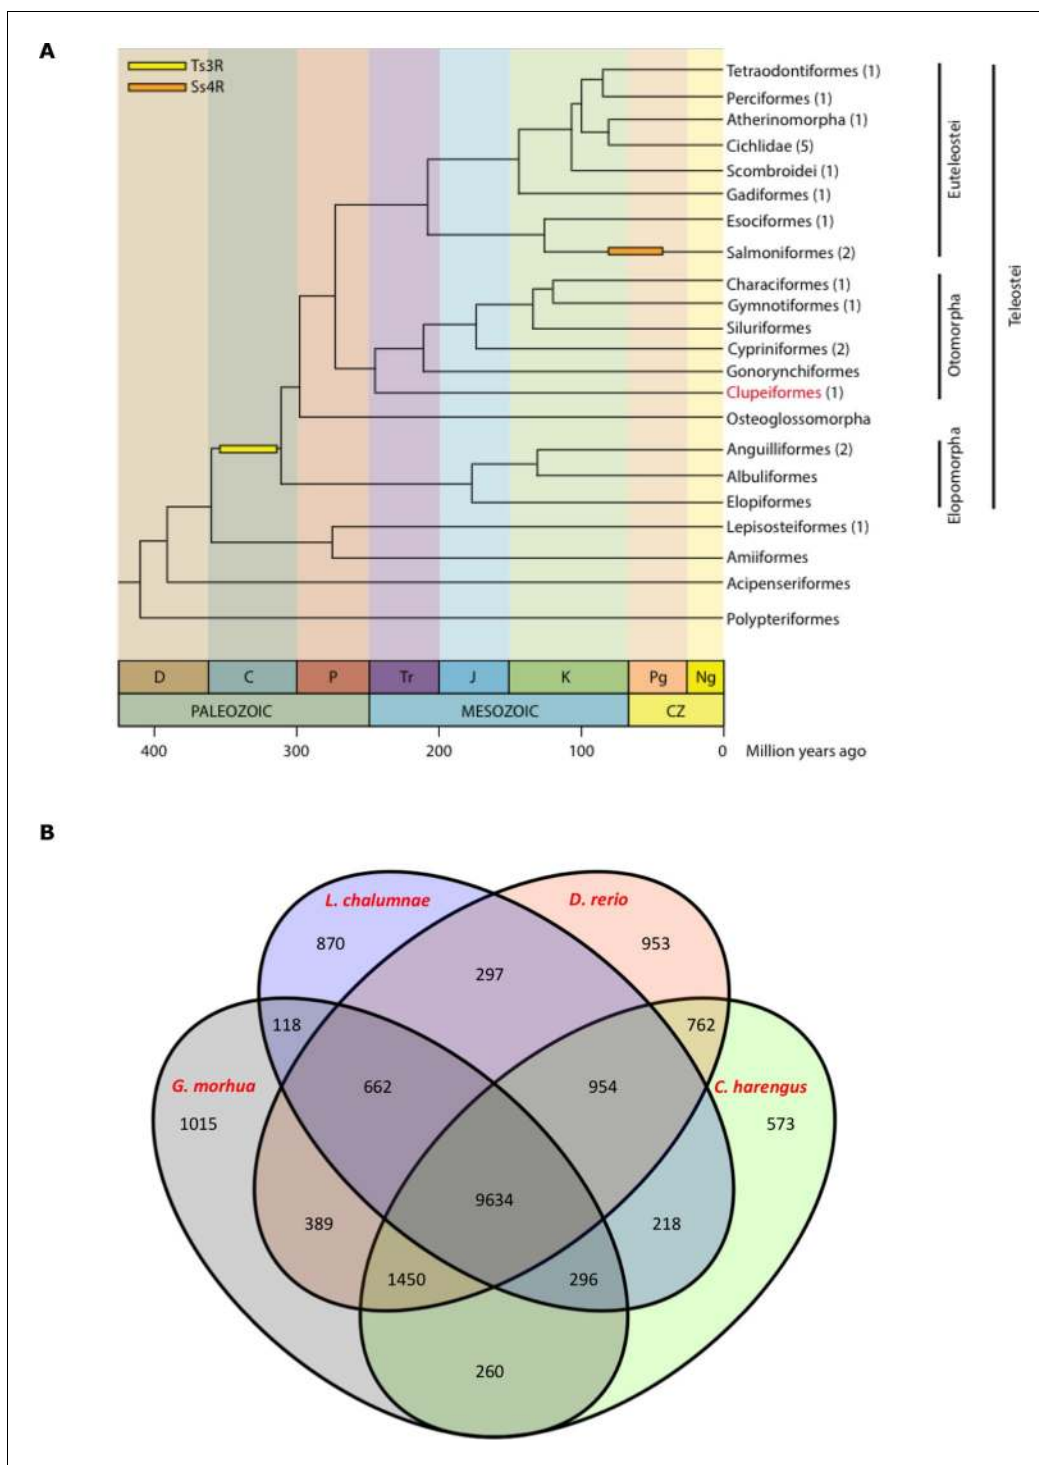 A
Ts3R
Ss4R
Tetraodontiformes (1)
Perciformes (1)
Atherinomorpha (1)
Cichlidae (5)
Scombroidei (1)
Gadiformes (1)
Esociformes (1)
Salmoniformes (2)
Characiformes (1)
Gymnotiformes (1)
Siluriformes
Cypriniformes (2)
Gonorynchiformes
Clupeiformes (1)
Osteoglossomorpha
Anguilliformes (2)
Albuliformes
Elopiformes
Lepisosteiformes (1)
Amiiformes
Acipenseriformes
Polypteriformes
Euteleostei
Otomorpha
Elopomorpha
Teleostei
D C P Tr J K Pg Ng
PALEOZOIC MESOZOIC CZ
400 300 200 100 0 Million years ago
B
L. chalumnae D. rerio
870 953
297
118 762
G. morhua 662 954 C. harengus
1015 573
9634
389 218
1450 296
260